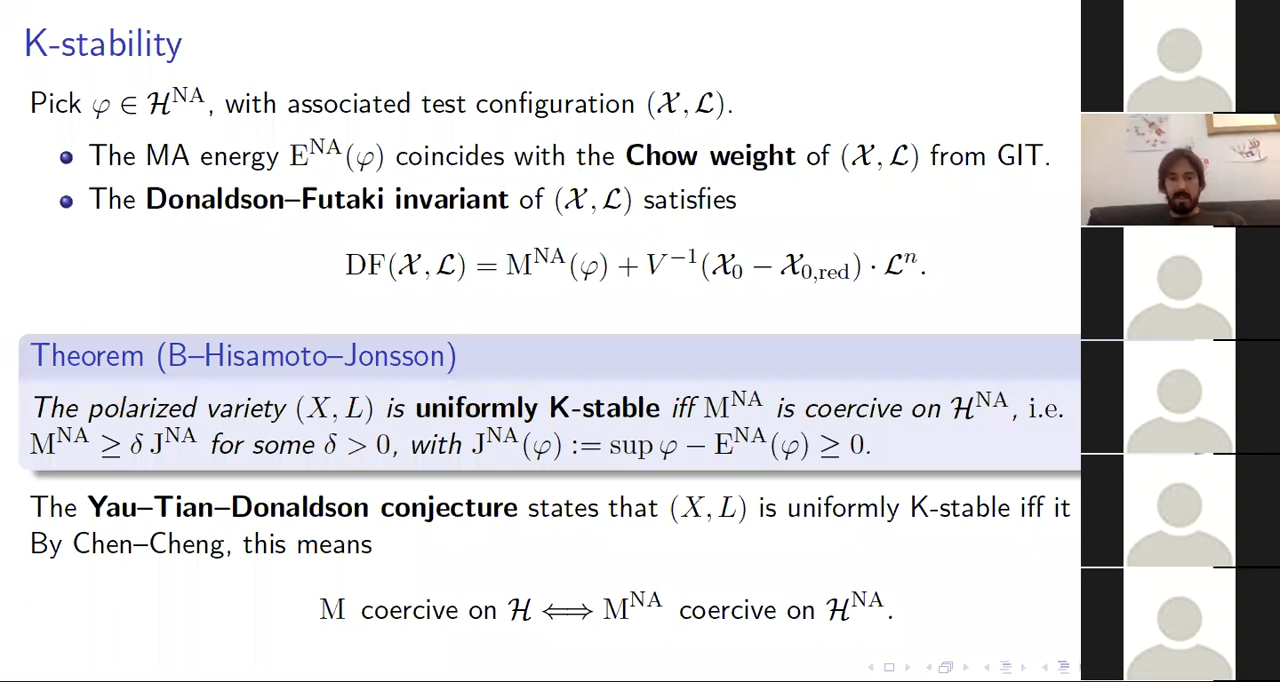 K-stability
Pick φ ∈ ℋ^NA, with associated test configuration (𝒳, ℒ).
• The MA energy E^NA(φ) coincides with the Chow weight of (𝒳, ℒ) from GIT.
• The Donaldson–Futaki invariant of (𝒳, ℒ) satisfies
DF(𝒳, ℒ) = M^NA(φ) + V^−1(𝒳_0 − 𝒳_0,red) · ℒ^n.
Theorem (B–Hisamoto–Jonsson)
The polarized variety (X, L) is uniformly K-stable iff M^NA is coercive on ℋ^NA, i.e.
M^NA ≥ δ J^NA for some δ > 0, with J^NA(φ) := sup φ − E^NA(φ) ≥ 0.
The Yau–Tian–Donaldson conjecture states that (X, L) is uniformly K-stable iff it
By Chen–Cheng, this means
M coercive on ℋ ⟺ M^NA coercive on ℋ^NA.